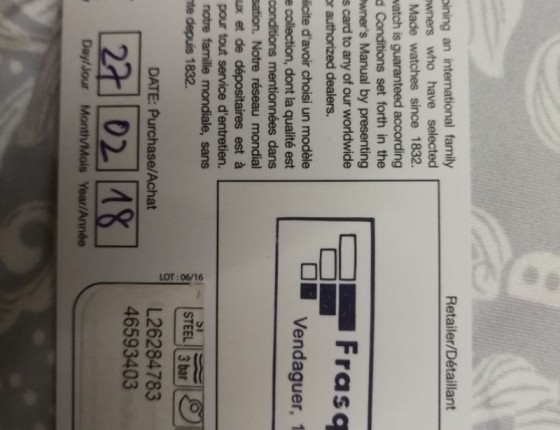 oining an international family
owners who have selected
Made watches since 1832.
watch is guaranteed according
d Conditions set forth in the
wner's Manual by presenting
s card to any of our worldwide
or authorized dealers.
licite d'avoir choisi un modèle
e collection, dont la qualité est
conditions mentionnées dans
sation. Notre réseau mondial
ux et de dépositaires est à
pour tout service d'entretien.
notre famille mondiale, sans
te depuis 1832.
DATE: Purchase/Achat
27 02 18
Day/Jour Month/Mois Year/Année
Retailer/Détaillant
Frasq
Vendaguer, 1
LOT: 06/16
ST
STEEL 3 bar
L26284783
46593403